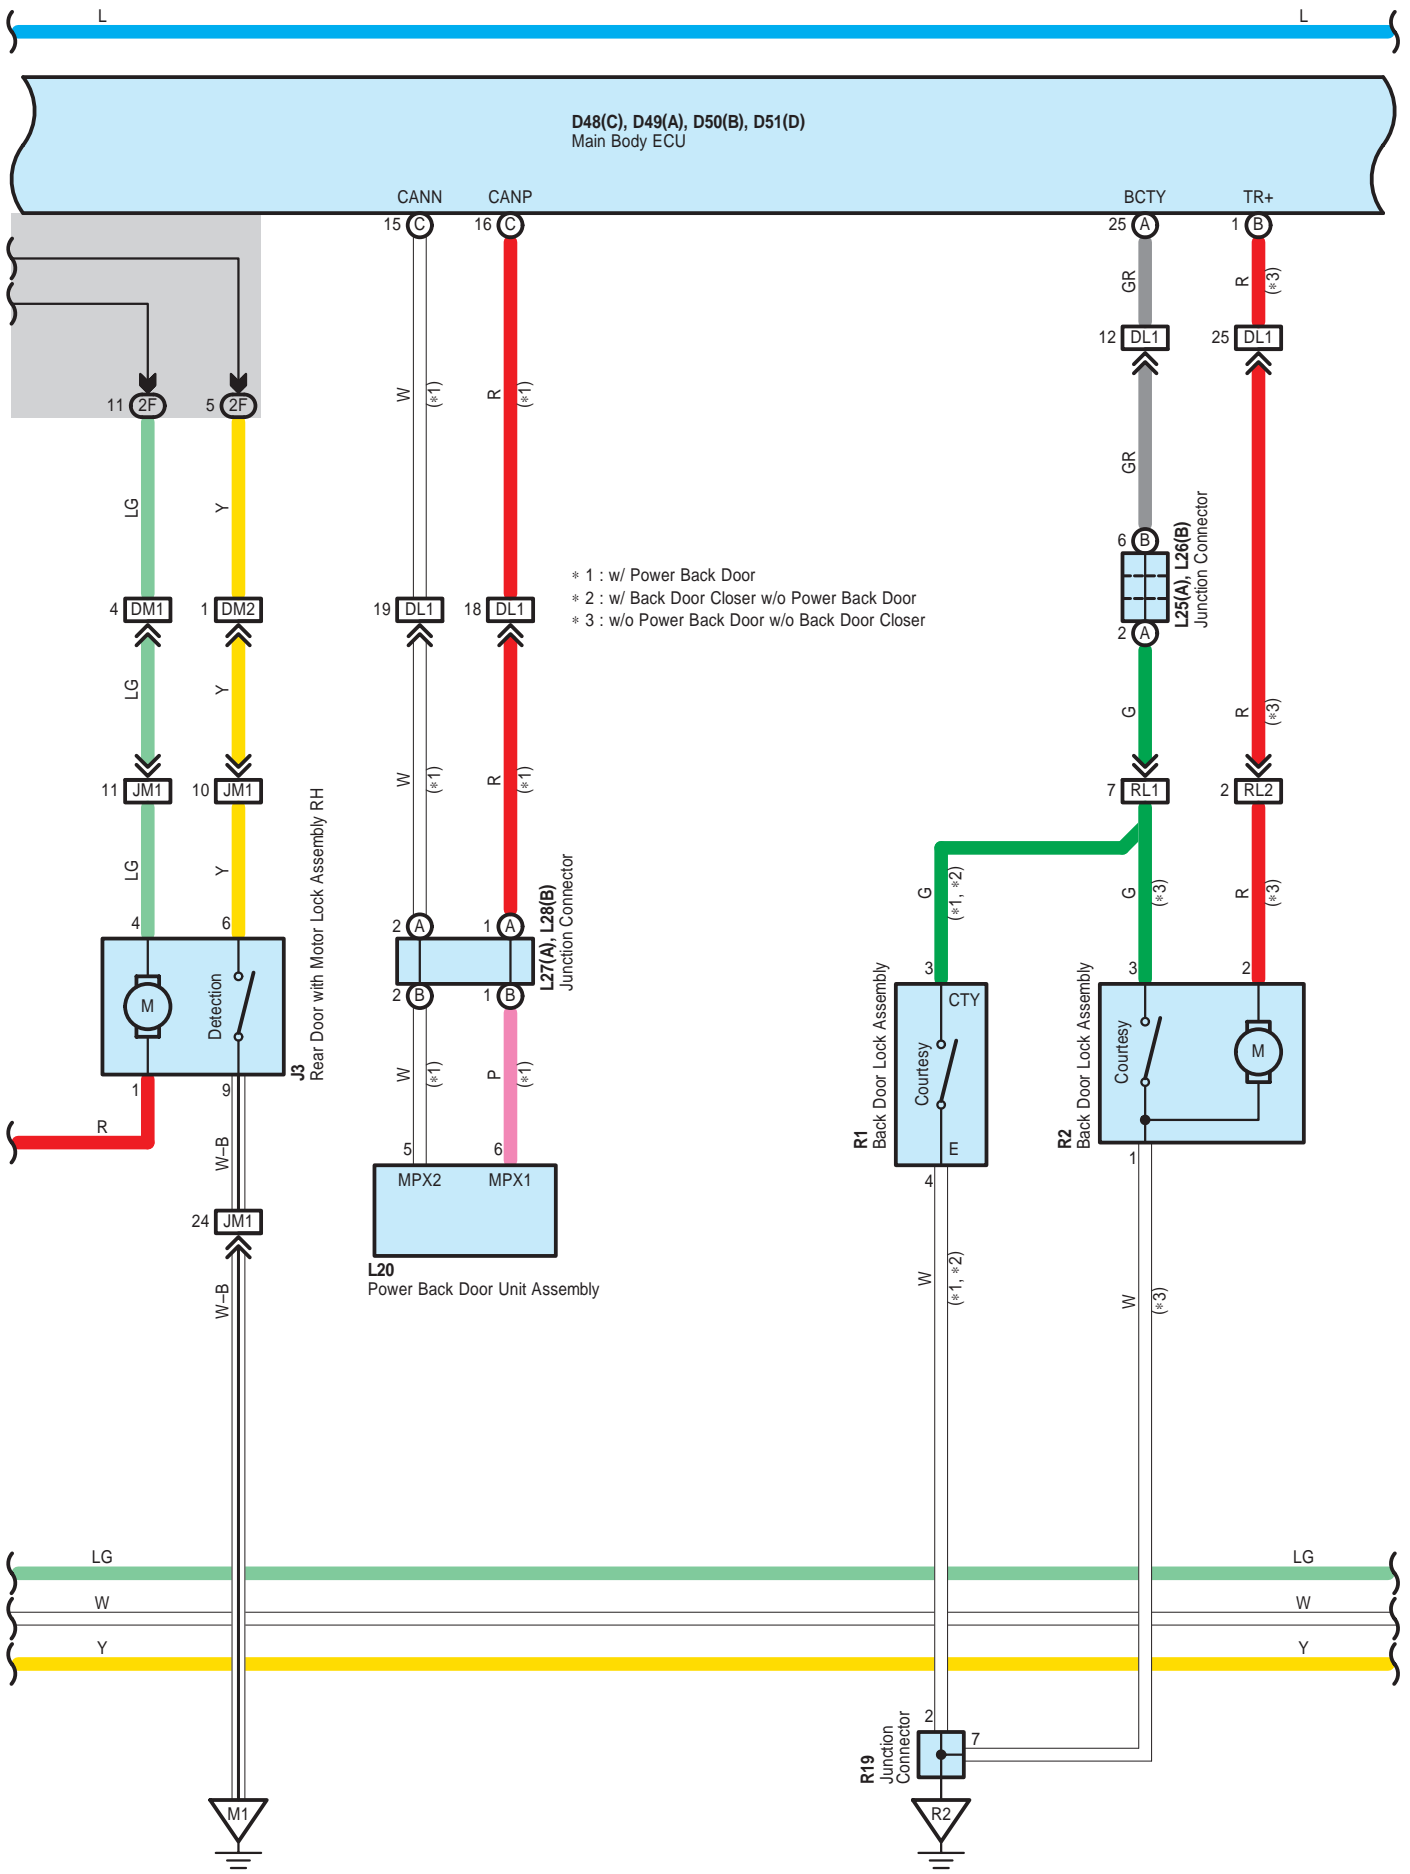 L
L
D48(C), D49(A), D50(B), D51(D)
Main Body ECU
CANN
CANP
BCTY
TR+
15 C
16 C
25 A
1 B
GR
R
(*3)
12 DL1
25 DL1
11 2F
5 2F
W
(*1)
R
(*1)
GR
LG
Y
6 B
L25(A), L26(B)
Junction Connector
2 A
* 1 : w/ Power Back Door
* 2 : w/ Back Door Closer w/o Power Back Door
* 3 : w/o Power Back Door w/o Back Door Closer
4 DM1
1 DM2
19 DL1
18 DL1
LG
Y
G
R
(*3)
W
(*1)
R
(*1)
11 JM1
10 JM1
7 RL1
2 RL2
LG
Y
G
(*1, *2)
G
(*3)
R
(*3)
4
6
2 A
1 A
L27(A), L28(B)
Junction Connector
2 B
1 B
M
Detection
J3
Rear Door with Motor Lock Assembly RH
1
9
3
CTY
Courtesy
E
R1
Back Door Lock Assembly
4
3
2
Courtesy
M
R2
Back Door Lock Assembly
1
R
W-B
W
(*1)
P
(*1)
5
6
MPX2
MPX1
L20
Power Back Door Unit Assembly
24 JM1
W-B
W
(*1, *2)
W
(*3)
LG
LG
W
W
Y
Y
2
7
R19
Junction
Connector
M1
R2